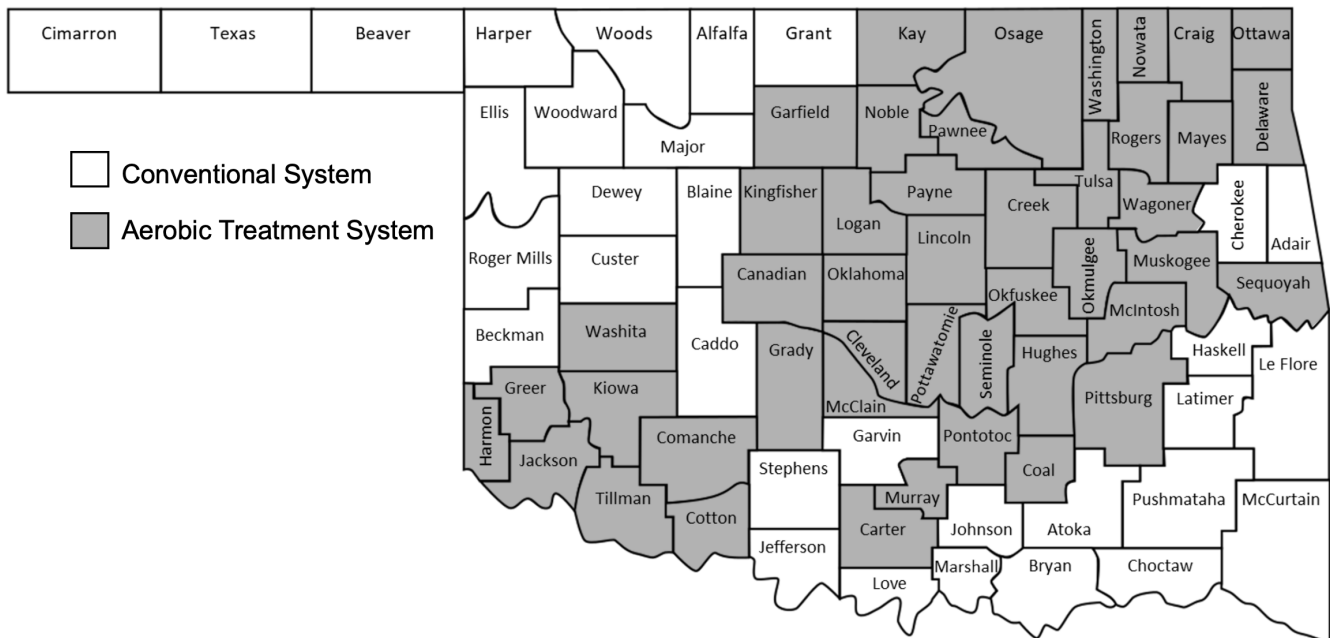 Cimarron
Texas
Beaver
Harper
Woods
Alfalfa
Grant
Kay
Osage
Washington
Nowata
Craig
Ottawa
Ellis
Woodward
Major
Garfield
Noble
Pawnee
Rogers
Mayes
Delaware
Conventional System
Aerobic Treatment System
Dewey
Blaine
Kingfisher
Logan
Payne
Creek
Tulsa
Wagoner
Cherokee
Adair
Roger Mills
Custer
Canadian
Oklahoma
Lincoln
Okfuskee
Okmulgee
Muskogee
Sequoyah
McIntosh
Beckman
Washita
Caddo
Grady
Cleveland
Pottawatomie
Seminole
Hughes
Haskell
Le Flore
Greer
Kiowa
McClain
Pittsburg
Latimer
Harmon
Jackson
Comanche
Garvin
Pontotoc
Coal
Stephens
Tillman
Cotton
Murray
Carter
Johnson
Atoka
Pushmataha
McCurtain
Jefferson
Love
Marshall
Bryan
Choctaw